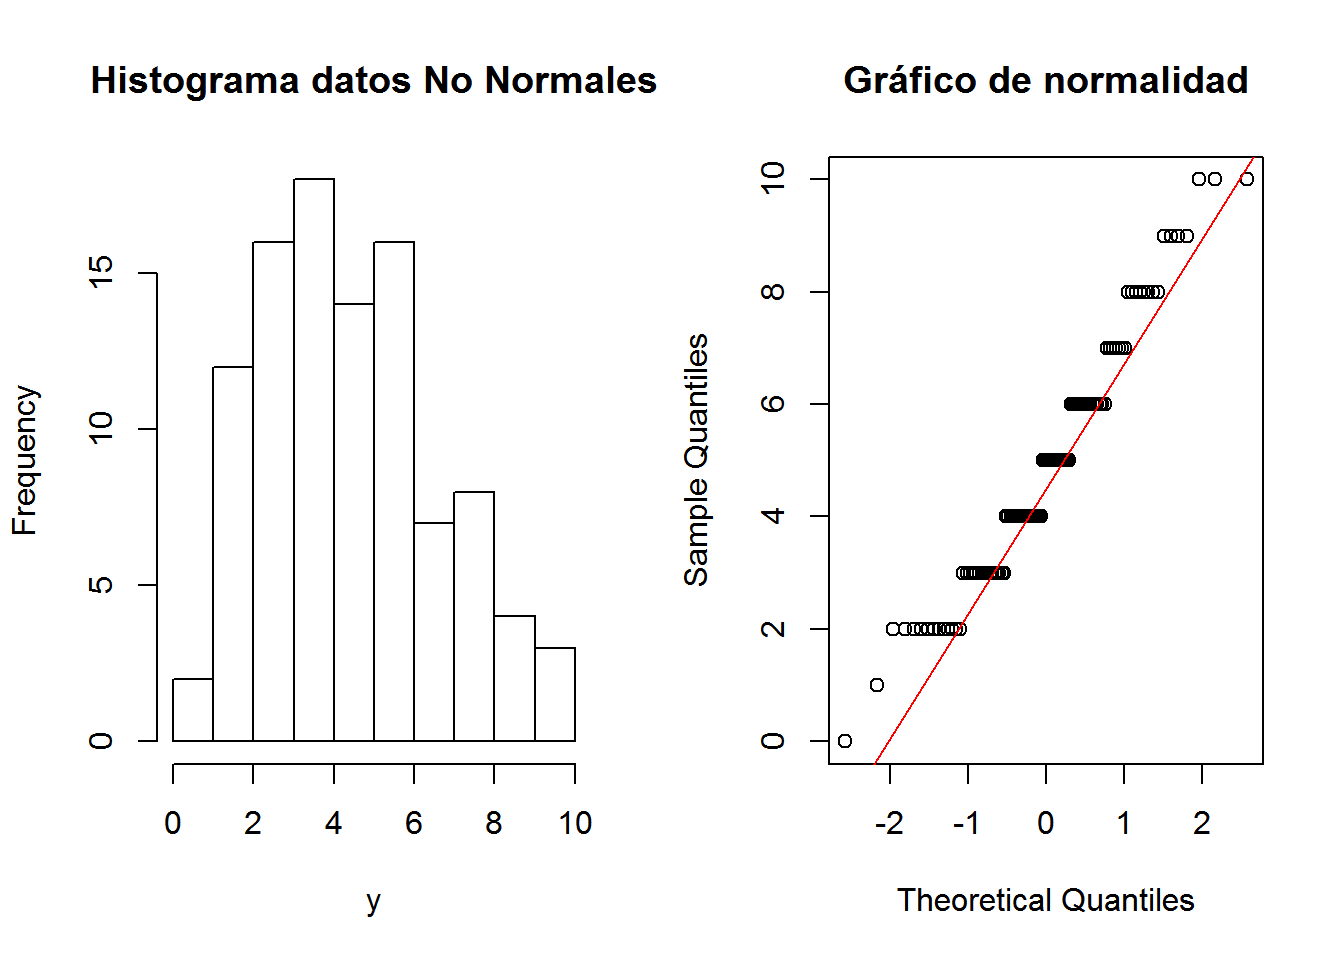 Histograma datos No Normales
Frequency
0
5
10
15
0 2 4 6 8 10
y
Gráfico de normalidad
Sample Quantiles
0
2
4
6
8
10
-2 -1 0 1 2
Theoretical Quantiles